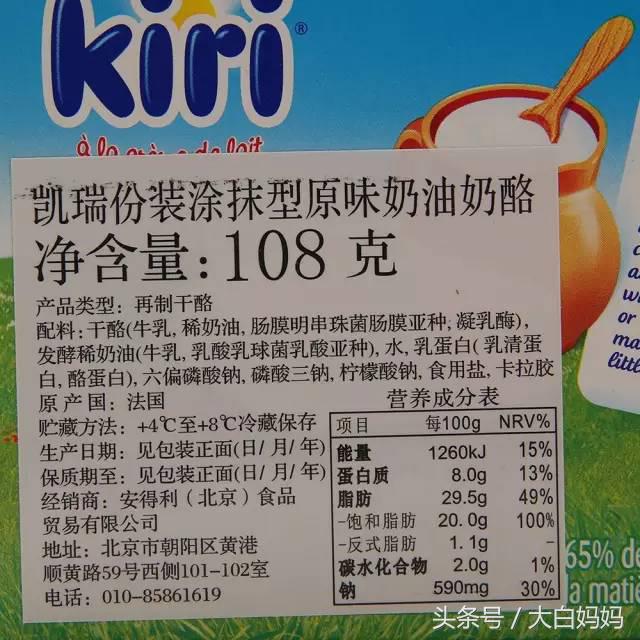 kiri®
À la crème de lait
凯瑞份装涂抹型原味奶油奶酪
净含量:108 克
产品类型: 再制干酪
配料: 干酪(牛乳, 稀奶油, 肠膜明串珠菌肠膜亚种, 凝乳酶),
发酵稀奶油(牛乳, 乳酸乳球菌乳酸亚种), 水, 乳蛋白( 乳清蛋
白, 酪蛋白), 六偏磷酸钠, 磷酸三钠, 柠檬酸钠, 食用盐, 卡拉胶
原 产 国: 法国
贮藏方法: +4℃至+8℃冷藏保存
生产日期: 见包装正面(日/ 月/ 年)
保质期至: 见包装正面(日/ 月/ 年)
经销商: 安得利（北京）食品
贸易有限公司
地址: 北京市朝阳区黄港
顺黄路59号西侧101-102室
电话: 010-85861619
营养成分表
项目 每100g NRV%
能量 1260kJ 15%
蛋白质 8.0g 13%
脂肪 29.5g 49%
-饱和脂肪 20.0g 100%
-反式脂肪 1.1g -
碳水化合物 2.0g 1%
钠 590mg 30%
or
littl
65% de
la matiè
头条号 / 大白妈妈